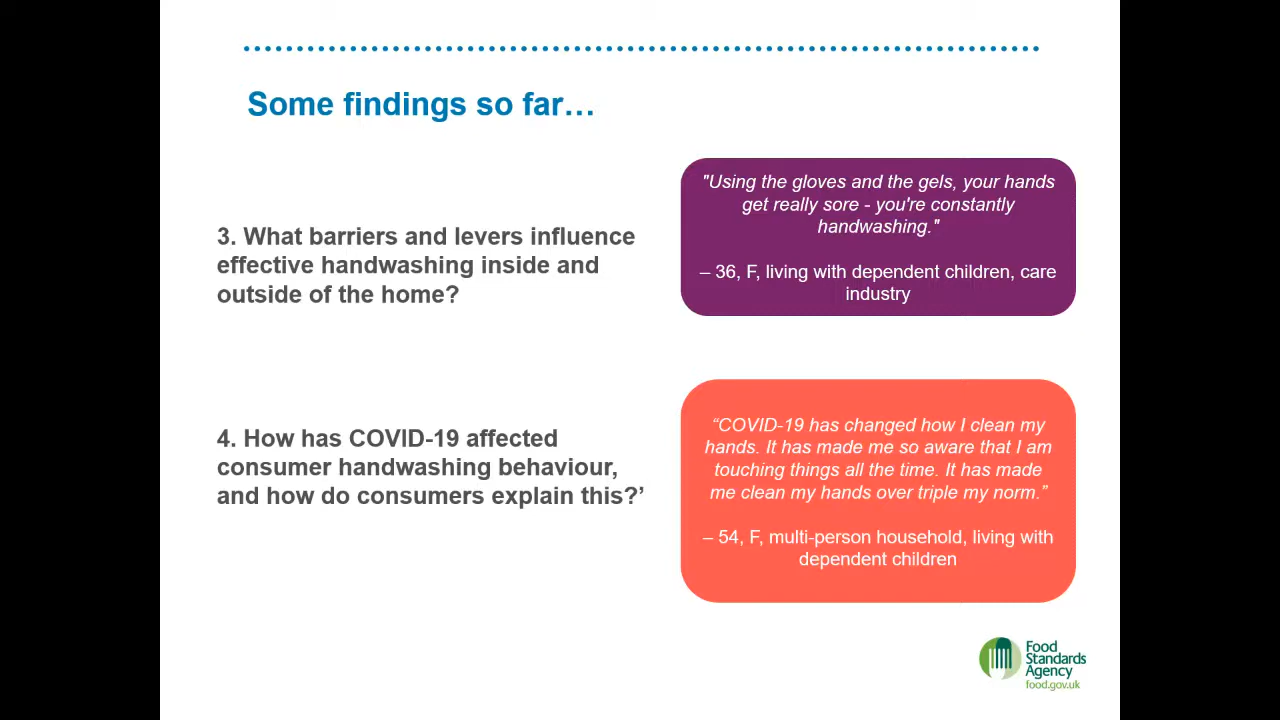 Some findings so far…
3. What barriers and levers influence
effective handwashing inside and
outside of the home?
"Using the gloves and the gels, your hands
get really sore - you're constantly
handwashing."
– 36, F, living with dependent children, care
industry
4. How has COVID-19 affected
consumer handwashing behaviour,
and how do consumers explain this?’
“COVID-19 has changed how I clean my
hands. It has made me so aware that I am
touching things all the time. It has made
me clean my hands over triple my norm.”
– 54, F, multi-person household, living with
dependent children
Food
Standards
Agency
food.gov.uk